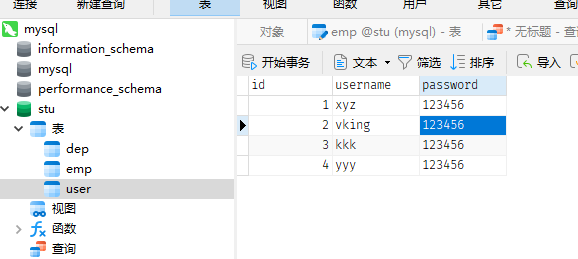 连接 新建查询 表 视图 函数 用户 其它 查询
mysql
information_schema
mysql
performance_schema
stu
表
dep
emp
user
视图
函数
查询
对象 emp @stu (mysql) - 表 * 无标题 - 查询
开始事务 文本 筛选 排序 导入
id username password
1 xyz 123456
2 vking 123456
3 kkk 123456
4 yyy 123456